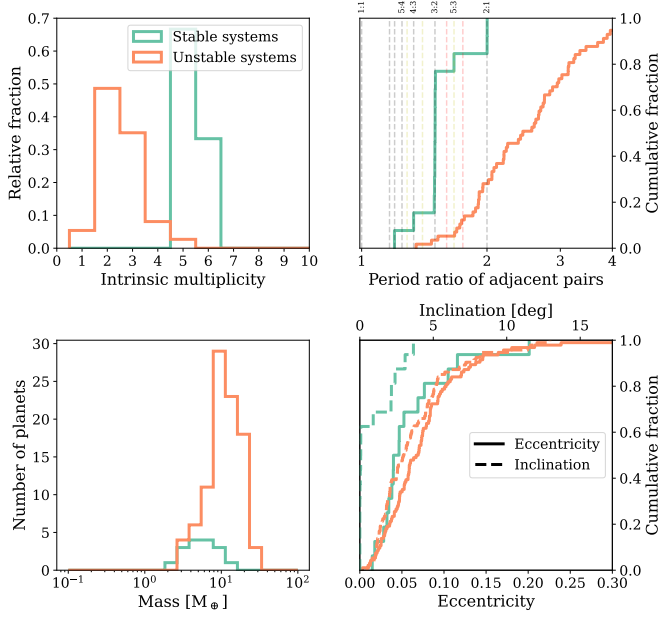 0.7
0.6
0.5
0.4
0.3
0.2
0.1
0.0
Relative fraction
Stable systems
Unstable systems
0 1 2 3 4 5 6 7 8 9 10
Intrinsic multiplicity
1:1
5:4
4:3
3:2
5:3
2:1
1.0
0.8
0.6
0.4
0.2
0.0
Cumulative fraction
1 2 3 4
Period ratio of adjacent pairs
30
25
20
15
10
5
0
Number of planets
10⁻¹ 10⁰ 10¹ 10²
Mass [M⊕]
Inclination [deg]
0 5 10 15
1.0
0.8
0.6
0.4
0.2
0.0
Cumulative fraction
Eccentricity
Inclination
0.00 0.05 0.10 0.15 0.20 0.25 0.30
Eccentricity